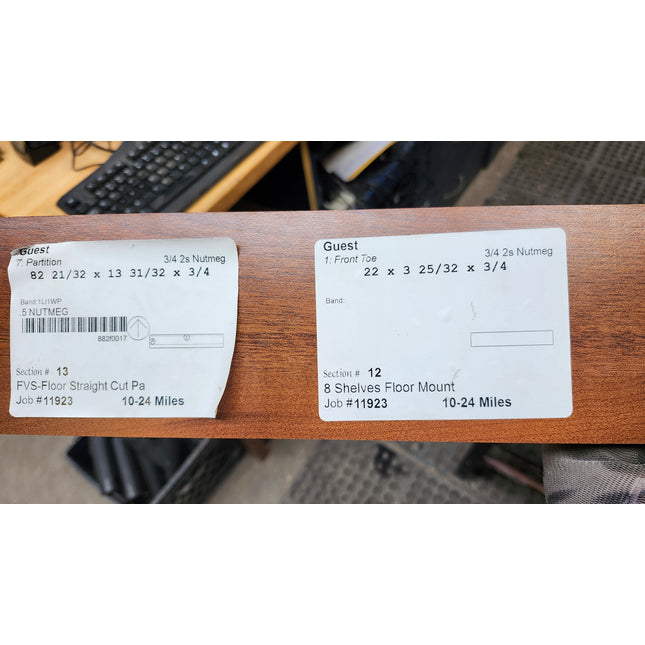 Guest
7: Partition
3/4 2s Nutmeg
82 21/32 x 13 31/32 x 3/4
Band:1LI1WP
.5 NUTMEG
882f0017
Section # 13
FVS-Floor Straight Cut Pa
Job #11923 10-24 Miles
Guest
1: Front Toe
3/4 2s Nutmeg
22 x 3 25/32 x 3/4
Band:
Section # 12
8 Shelves Floor Mount
Job #11923 10-24 Miles